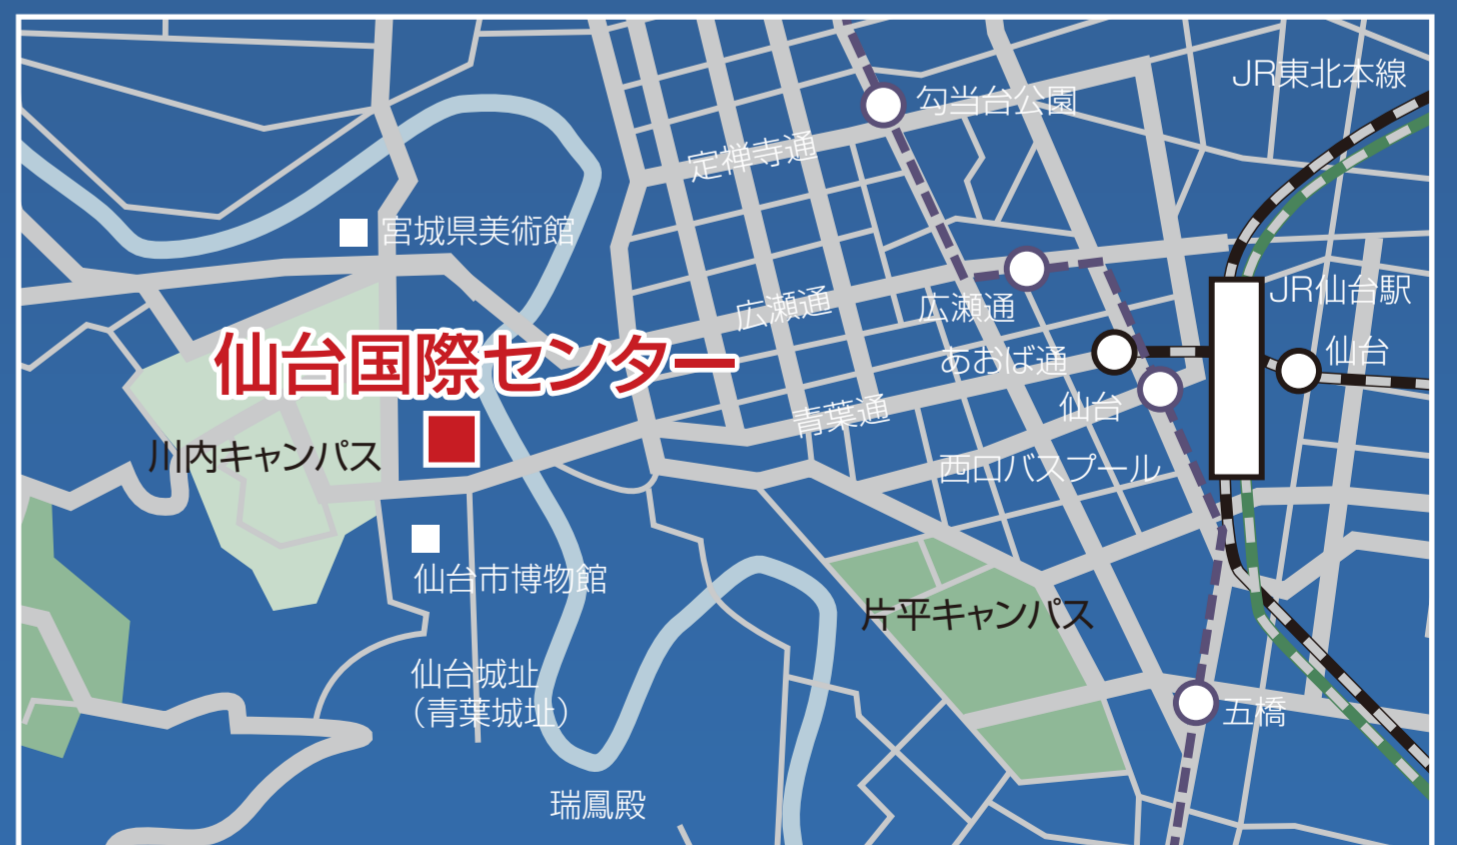 JR東北本線
勾当台公園
定禅寺通
宮城県美術館
JR仙台駅
広瀬通
広瀬通
仙台国際センター
あおば通
仙台
仙台
青葉通
川内キャンパス
西口バスプール
仙台市博物館
片平キャンパス
仙台城址
（青葉城址）
五橋
瑞鳳殿